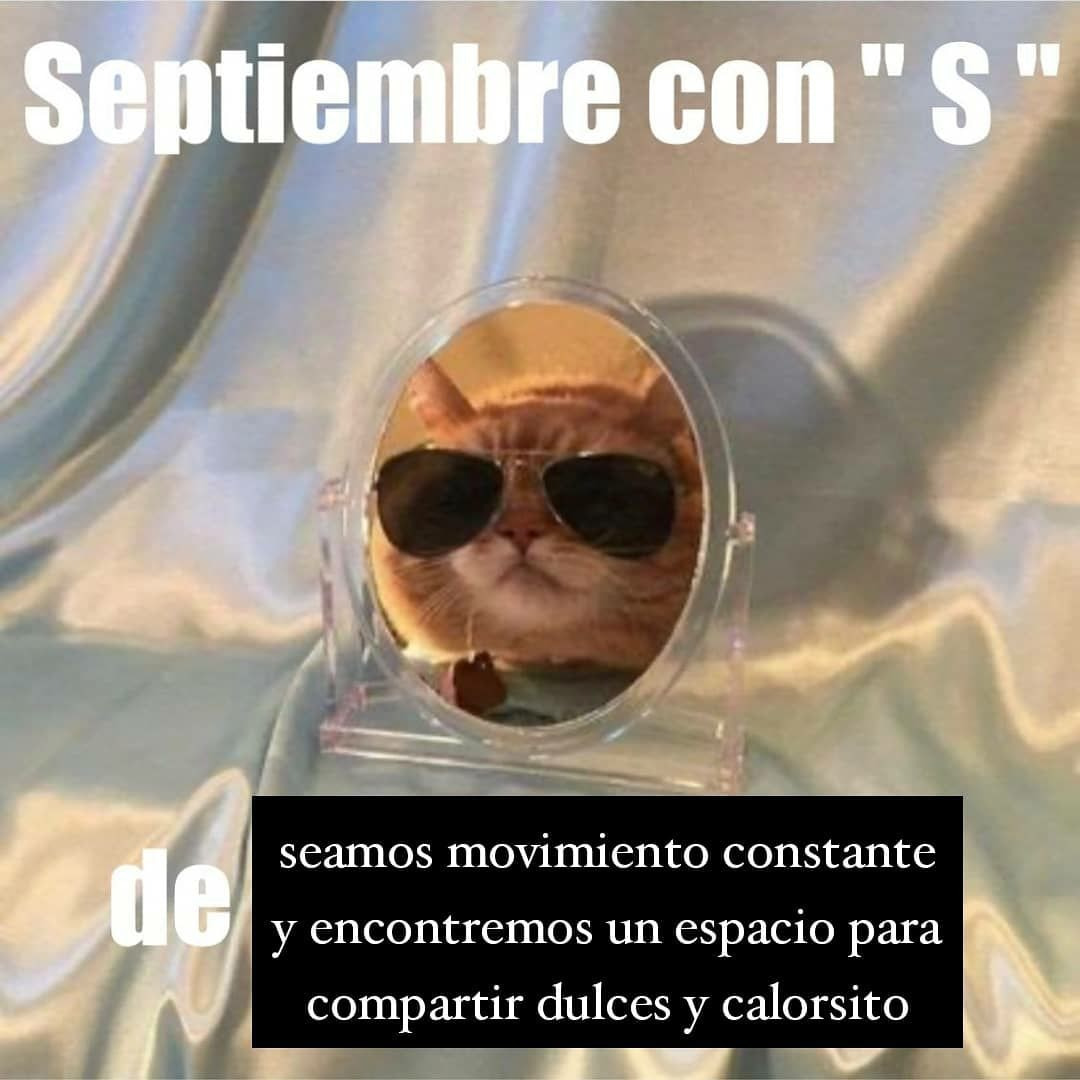 Septiembre con " S "
de
seamos movimiento constante
y encontremos un espacio para
compartir dulces y calorsito